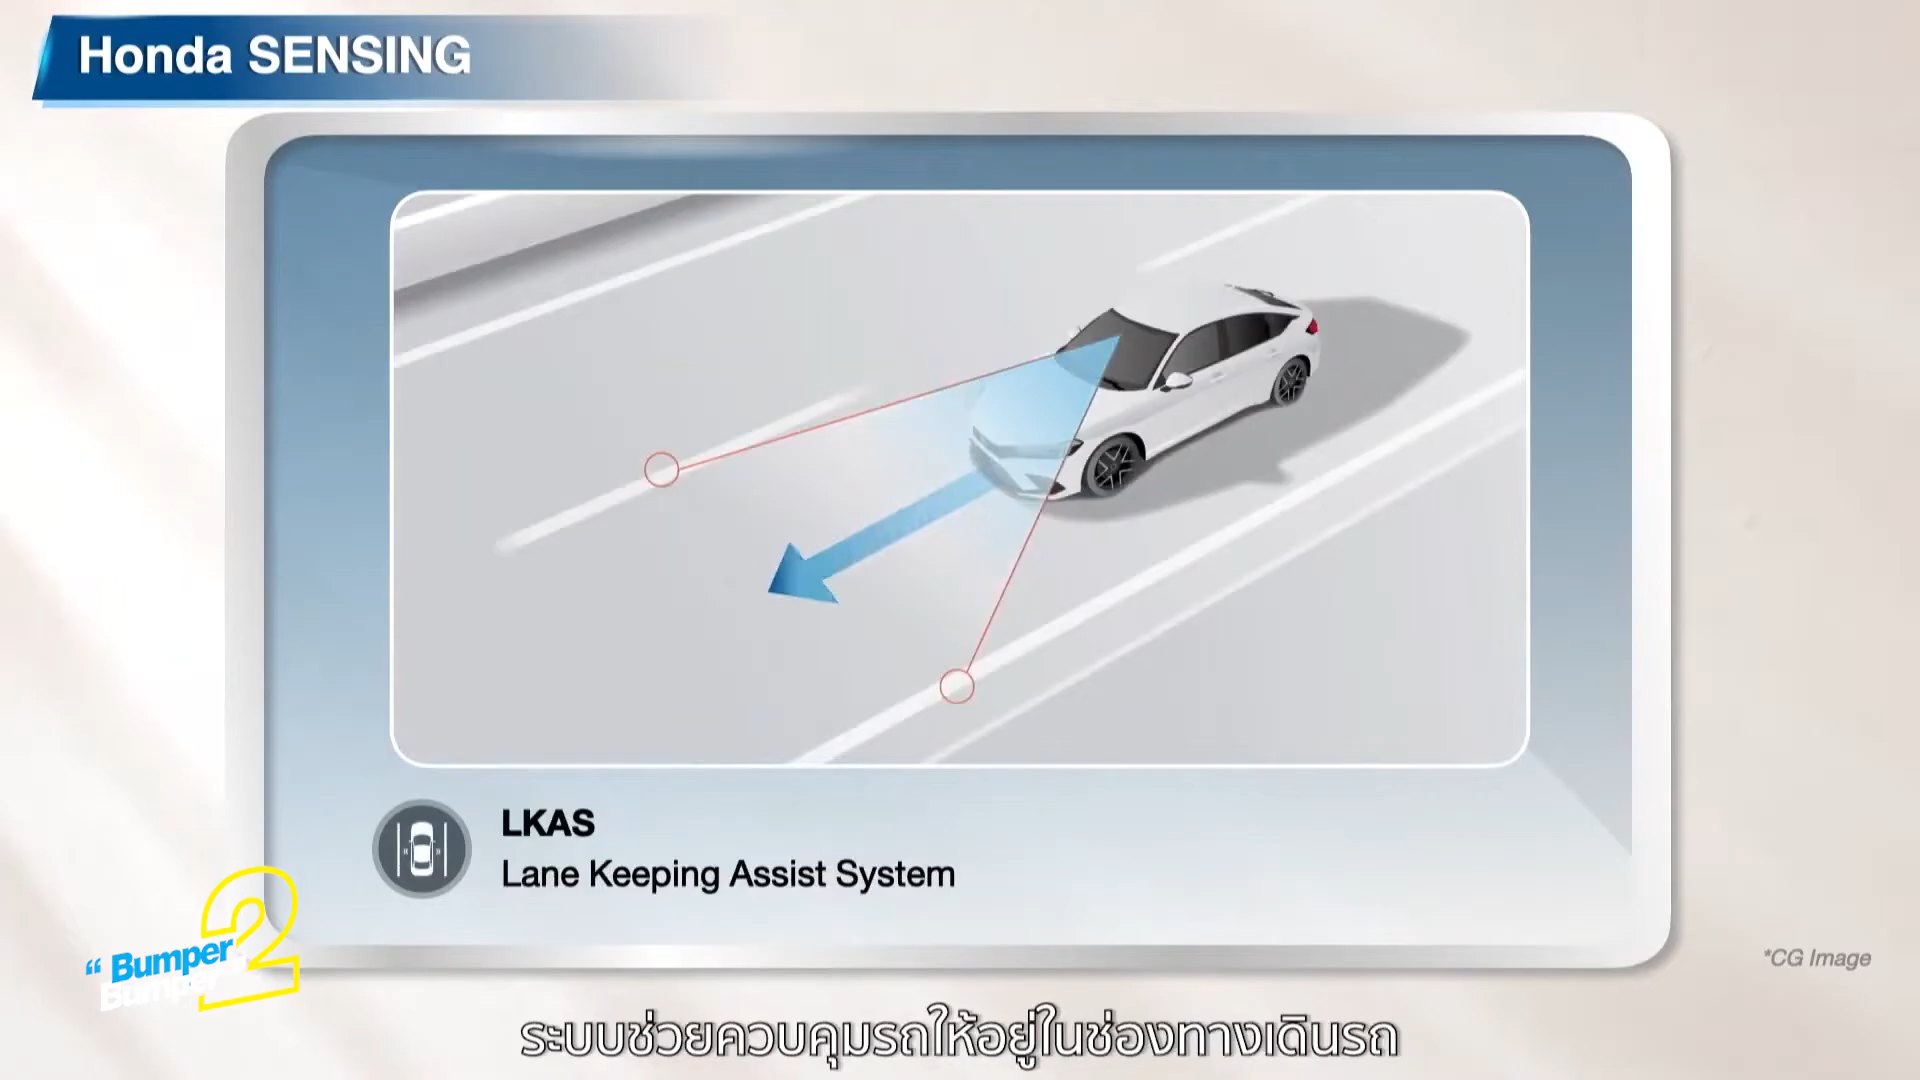 Honda SENSING
LKAS
Lane Keeping Assist System
2
“Bumper
Bumper
*CG Image
ระบบช่วยควบคุมรถให้อยู่ในช่องทางเดินรถ